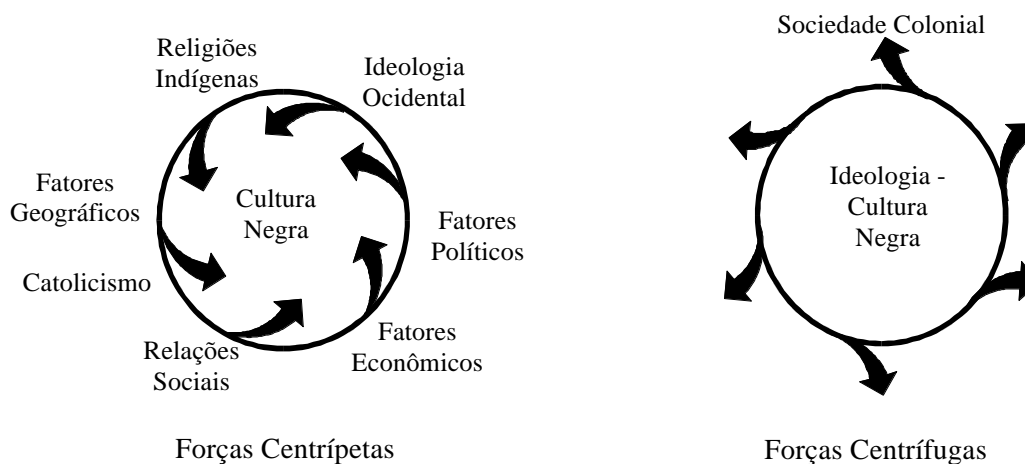 Religiões
Indígenas
Ideologia
Ocidental
Fatores
Geográficos
Cultura
Negra
Fatores
Políticos
Catolicismo
Relações
Sociais
Fatores
Econômicos
Forças Centrípetas
Sociedade Colonial
Ideologia -
Cultura
Negra
Forças Centrífugas